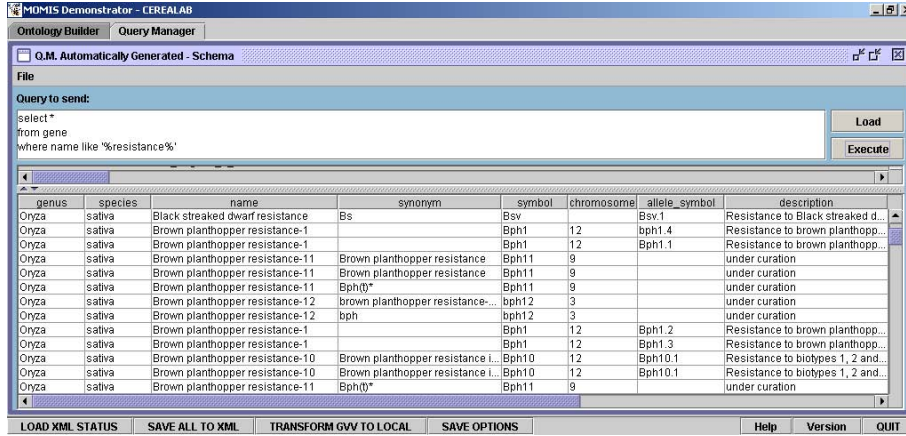 MOMIS Demonstrator - CEREALAB
Ontology Builder Query Manager
Q.M. Automatically Generated - Schema
File
Query to send:
select *
from gene
where name like '%resistance%'
Load
Execute
genus species name synonym symbol chromosome allele_symbol description
Oryza sativa Black streaked dwarf resistance Bs Bsv Bsv.1 Resistance to Black streaked d...
Oryza sativa Brown planthopper resistance-1 Bph1 12 bph1.4 Resistance to brown planthopp...
Oryza sativa Brown planthopper resistance-1 Bph1 12 Bph1.1 Resistance to brown planthopp...
Oryza sativa Brown planthopper resistance-11 Brown planthopper resistance Bph11 9 under curation
Oryza sativa Brown planthopper resistance-11 Brown planthopper resistance Bph11 9 under curation
Oryza sativa Brown planthopper resistance-11 Bph(t)* Bph11 9 under curation
Oryza sativa Brown planthopper resistance-12 brown planthopper resistance-... bph12 3 under curation
Oryza sativa Brown planthopper resistance-12 bph bph12 3 under curation
Oryza sativa Brown planthopper resistance-1 Bph1 12 Bph1.2 Resistance to brown planthopp...
Oryza sativa Brown planthopper resistance-1 Bph1 12 Bph1.3 Resistance to brown planthopp...
Oryza sativa Brown planthopper resistance-10 Brown planthopper resistance i... Bph10 12 Bph10.1 Resistance to biotypes 1, 2 and...
Oryza sativa Brown planthopper resistance-10 Brown planthopper resistance i... Bph10 12 Bph10.1 Resistance to biotypes 1, 2 and...
Oryza sativa Brown planthopper resistance-11 Bph(t)* Bph11 9 under curation
LOAD XML STATUS SAVE ALL TO XML TRANSFORM GVV TO LOCAL SAVE OPTIONS Help Version QUIT